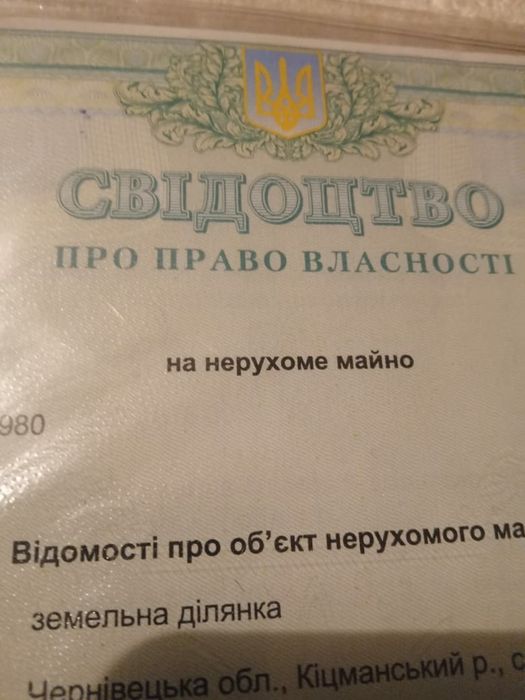 СВІДОЦТВО
ПРО ПРАВО ВЛАСНОСТІ
на нерухоме майно
980
Відомості про об'єкт нерухомого ма
земельна ділянка
Чернівецька обл., Кіцманський р., с